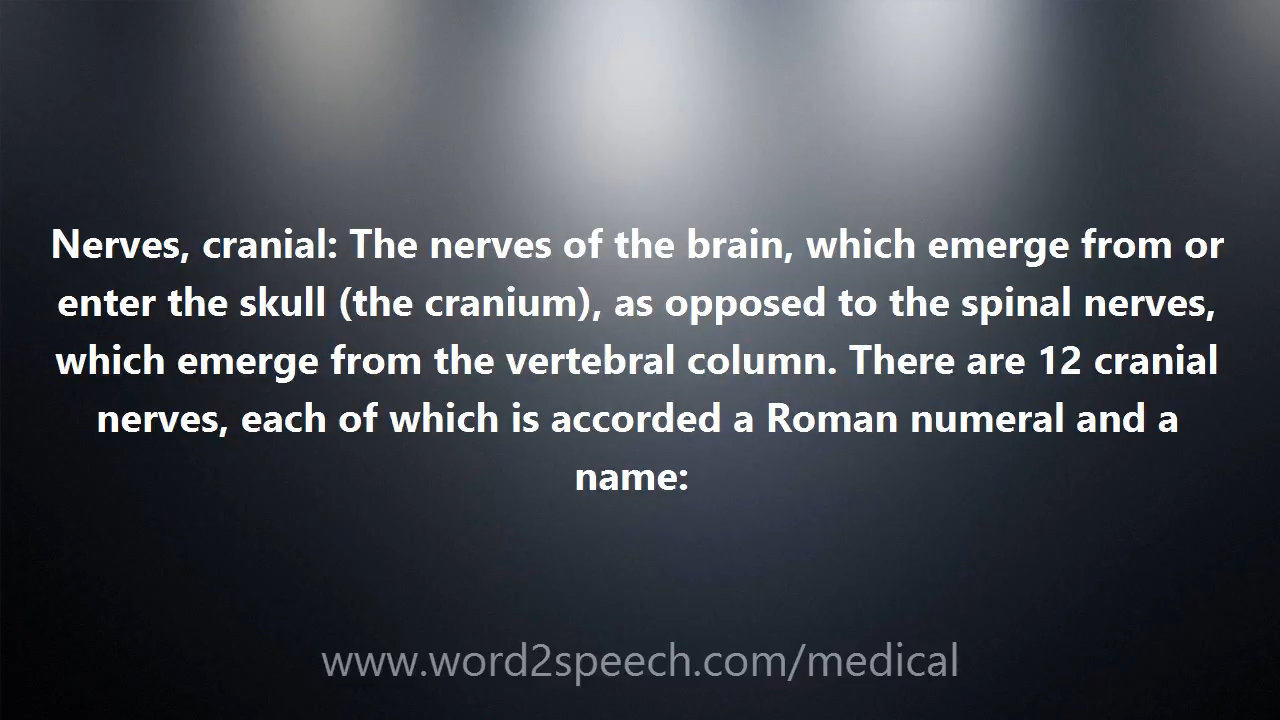 Nerves, cranial: The nerves of the brain, which emerge from or
enter the skull (the cranium), as opposed to the spinal nerves,
which emerge from the vertebral column. There are 12 cranial
nerves, each of which is accorded a Roman numeral and a
name:
www.word2speech.com/medical